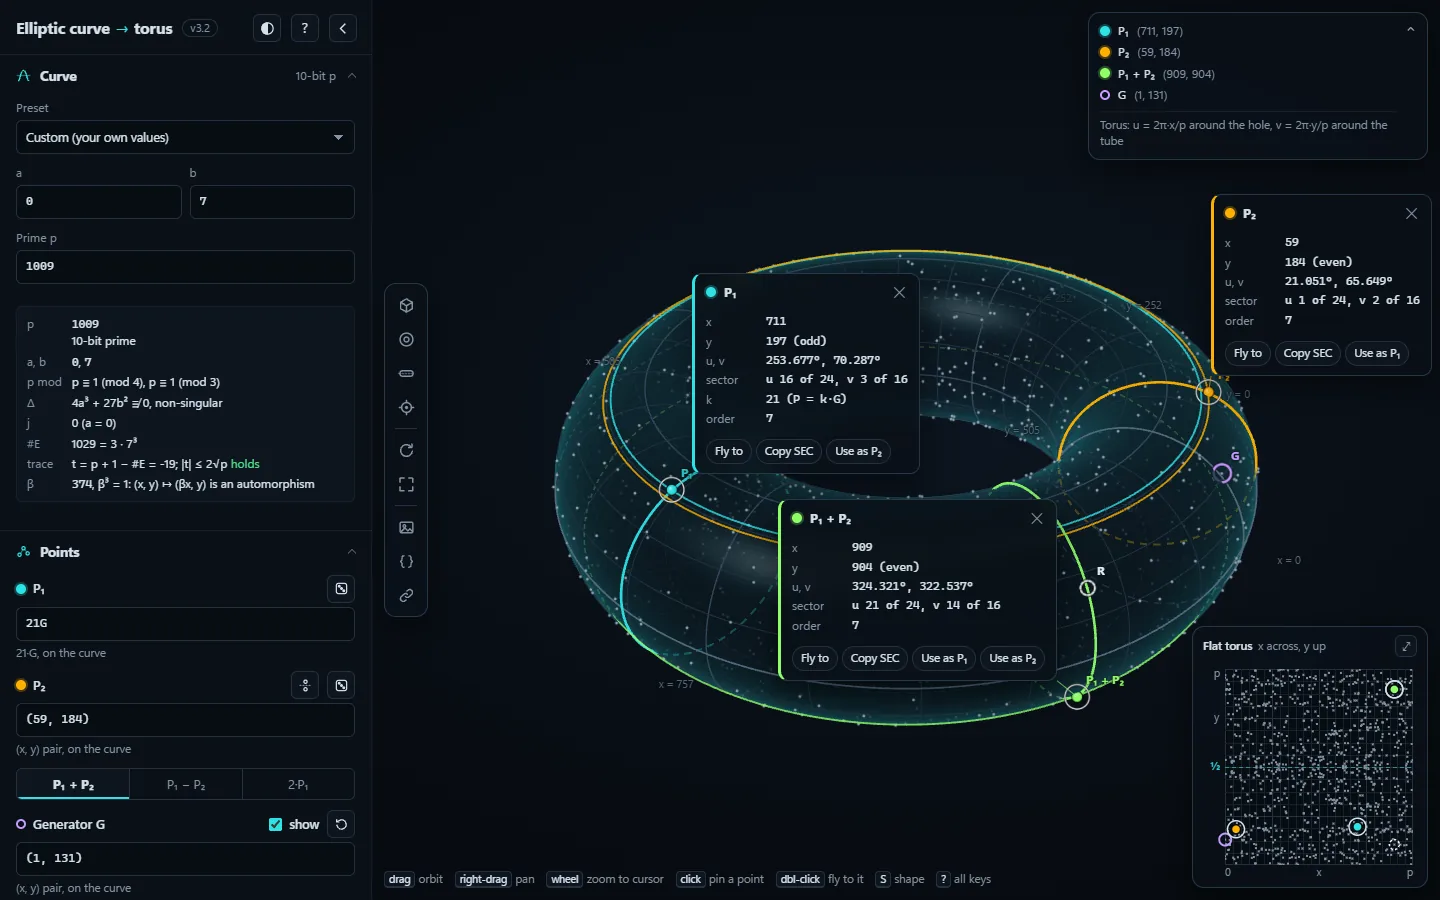 Elliptic curve → torus v3.2
?
Curve 10-bit p
Preset
Custom (your own values)
a b
0 7
Prime p
1009
p 1009
10-bit prime
a, b 0, 7
p mod p ≡ 1 (mod 4), p ≡ 1 (mod 3)
Δ 4a³ + 27b² ≢ 0, non-singular
j 0 (a = 0)
#E 1029 = 3 · 7³
trace t = p + 1 − #E = -19; |t| ≤ 2√p holds
β 374, β³ = 1: (x, y) ↦ (βx, y) is an automorphism
Points
P₁
21G
21·G, on the curve
P₂
(59, 184)
(x, y) pair, on the curve
P₁ + P₂ P₁ − P₂ 2·P₁
Generator G show
(1, 131)
(x, y) pair, on the curve
P₁ (711, 197)
P₂ (59, 184)
P₁ + P₂ (909, 904)
G (1, 131)
Torus: u = 2π·x/p around the hole, v = 2π·y/p around the
tube
P₂
x 59
y 184 (even)
u, v 21.051°, 65.649°
sector u 1 of 24, v 2 of 16
order 7
Fly to Copy SEC Use as P₁
P₁
x 711
y 197 (odd)
u, v 253.677°, 70.287°
sector u 16 of 24, v 3 of 16
k 21 (P = k·G)
order 7
Fly to Copy SEC Use as P₂
y = 252
y = 0
y = 505
G
P₁ + P₂
x 909
y 904 (even)
u, v 324.321°, 322.537°
sector u 21 of 24, v 14 of 16
order 7
Fly to Copy SEC Use as P₁ Use as P₂
R
x = 0
x = 757
P₁ + P₂
Flat torus x across, y up
p
y
½
0 x p
drag orbit right-drag pan wheel zoom to cursor click pin a point dbl-click fly to it S shape ? all keys